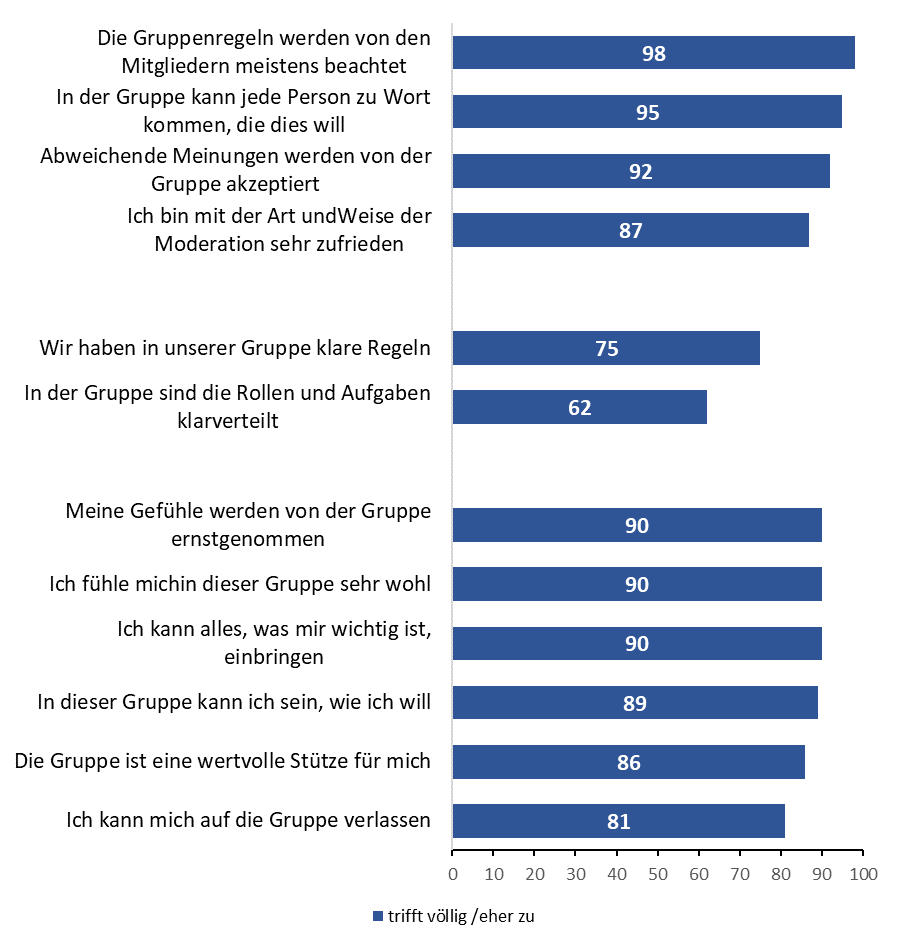 Die Gruppenregeln werden von den
Mitgliedern meistens beachtet
98
In der Gruppe kann jede Person zu Wort
kommen, die dies will
95
Abweichende Meinungen werden von der
Gruppe akzeptiert
92
Ich bin mit der Art undWeise der
Moderation sehr zufrieden
87
Wir haben in unserer Gruppe klare Regeln
75
In der Gruppe sind die Rollen und Aufgaben
klarverteilt
62
Meine Gefühle werden von der Gruppe
ernstgenommen
90
Ich fühle michin dieser Gruppe sehr wohl
90
Ich kann alles, was mir wichtig ist,
einbringen
90
In dieser Gruppe kann ich sein, wie ich will
89
Die Gruppe ist eine wertvolle Stütze für mich
86
Ich kann mich auf die Gruppe verlassen
81
0 10 20 30 40 50 60 70 80 90 100
trifft völlig /eher zu